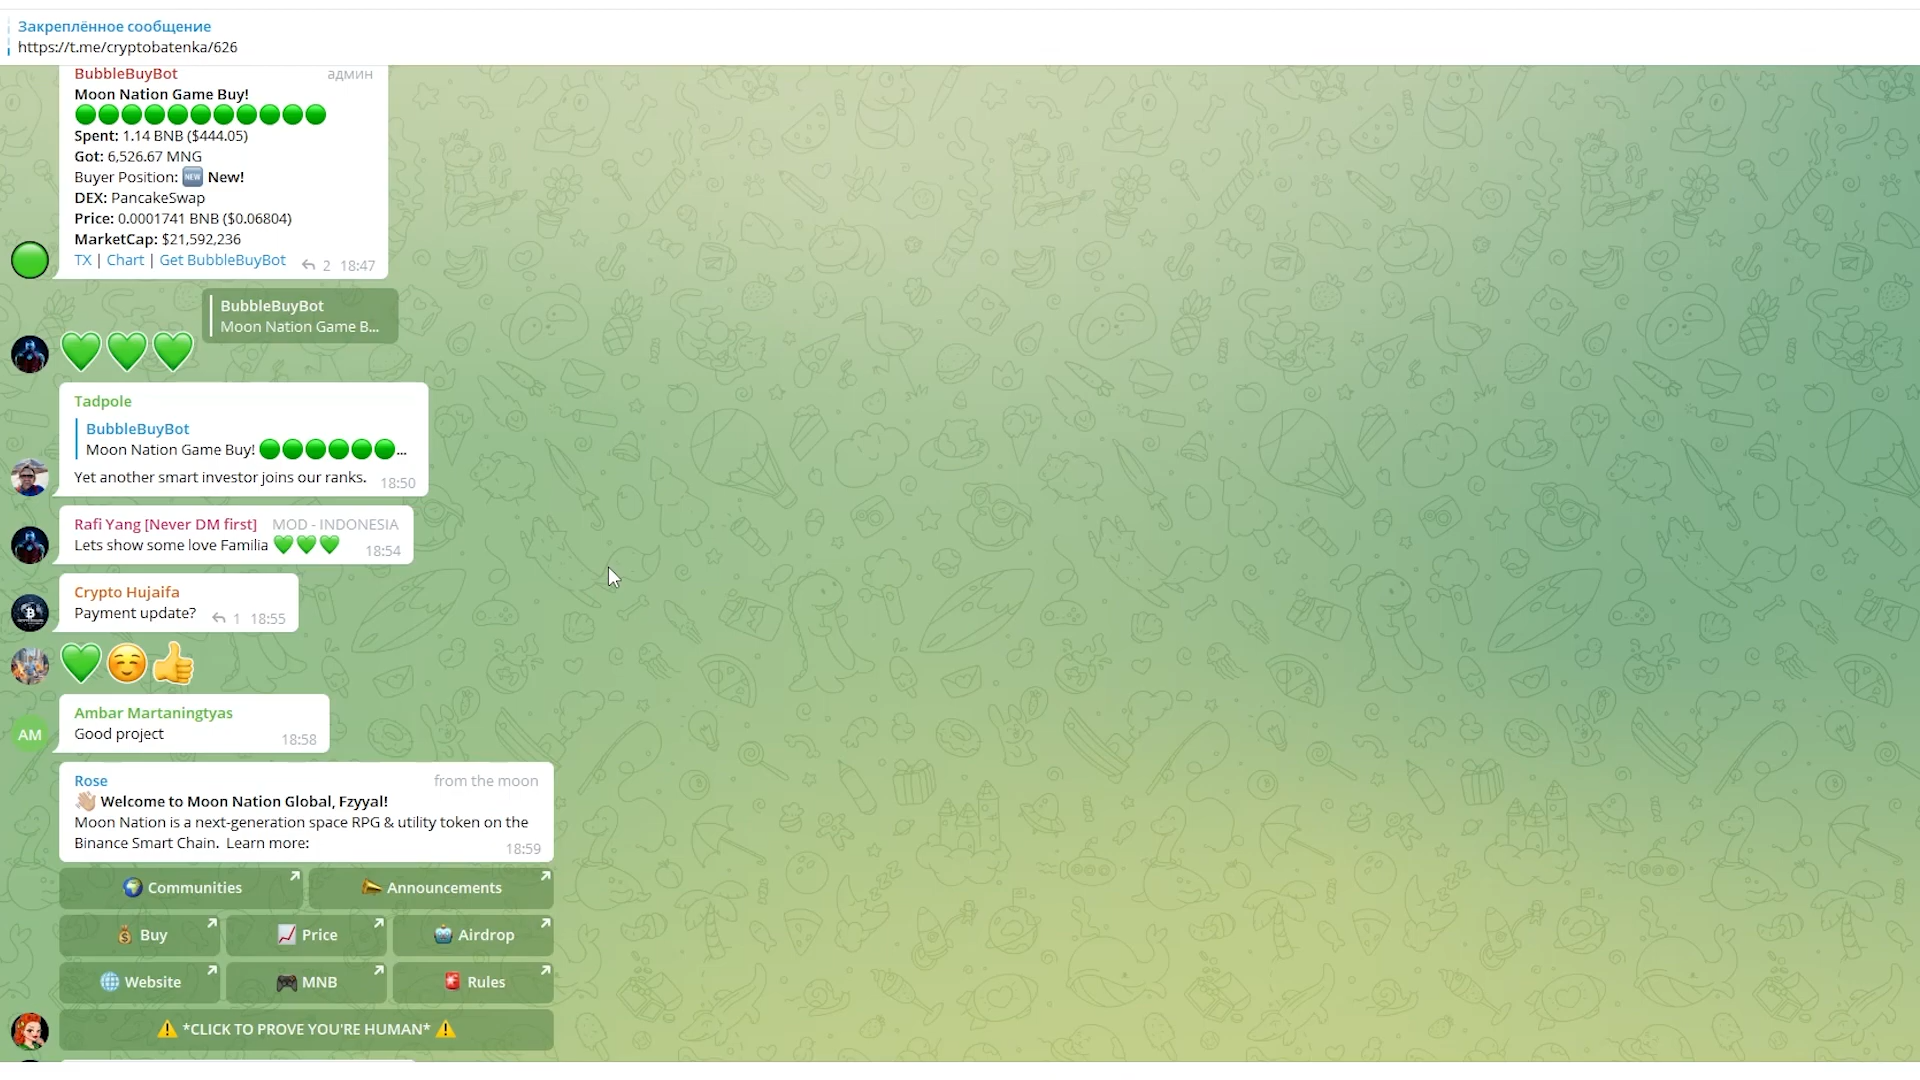 Закреплённое сообщение
https://t.me/cryptobatenka/626
BubbleBuyBot админ
Moon Nation Game Buy!
Spent: 1.14 BNB ($444.05)
Got: 6,526.67 MNG
Buyer Position: NEW New!
DEX: PancakeSwap
Price: 0.0001741 BNB ($0.06804)
MarketCap: $21,592,236
TX | Chart | Get BubbleBuyBot 2 18:47
BubbleBuyBot
Moon Nation Game B...
Tadpole
BubbleBuyBot
Moon Nation Game Buy! ...
Yet another smart investor joins our ranks. 18:50
Rafi Yang [Never DM first] MOD - INDONESIA
Lets show some love Familia 💚💚💚 18:54
Crypto Hujaifa
Payment update? 1 18:55
Ambar Martaningtyas
AM
Good project 18:58
Rose from the moon
👋🏼 Welcome to Moon Nation Global, Fzyyal!
Moon Nation is a next-generation space RPG & utility token on the
Binance Smart Chain. Learn more: 18:59
Communities Announcements
Buy Price Airdrop
Website MNB Rules
⚠️ *CLICK TO PROVE YOU'RE HUMAN* ⚠️